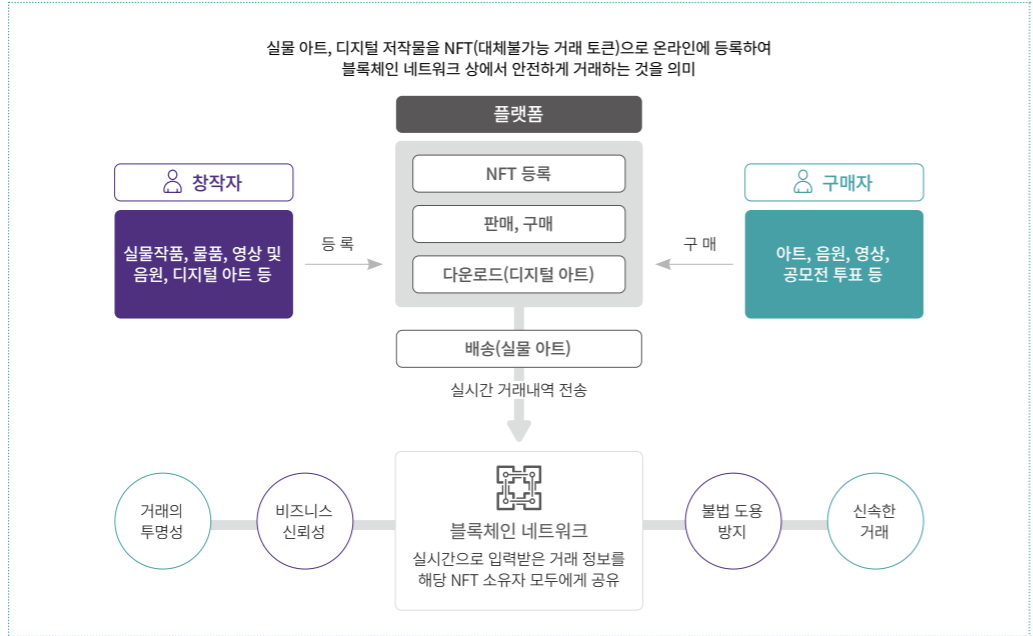 실물 아트, 디지털 저작물을 NFT(대체불가능 거래 토큰)으로 온라인에 등록하여
블록체인 네트워크 상에서 안전하게 거래하는 것을 의미
플랫폼
창작자
실물작품, 물품, 영상 및
음원, 디지털 아트 등
등 록
NFT 등록
판매, 구매
다운로드(디지털 아트)
구 매
구매자
아트, 음원, 영상,
공모전 투표 등
배송(실물 아트)
실시간 거래내역 전송
거래의
투명성
비즈니스
신뢰성
블록체인 네트워크
실시간으로 입력받은 거래 정보를
해당 NFT 소유자 모두에게 공유
불법 도용
방지
신속한
거래